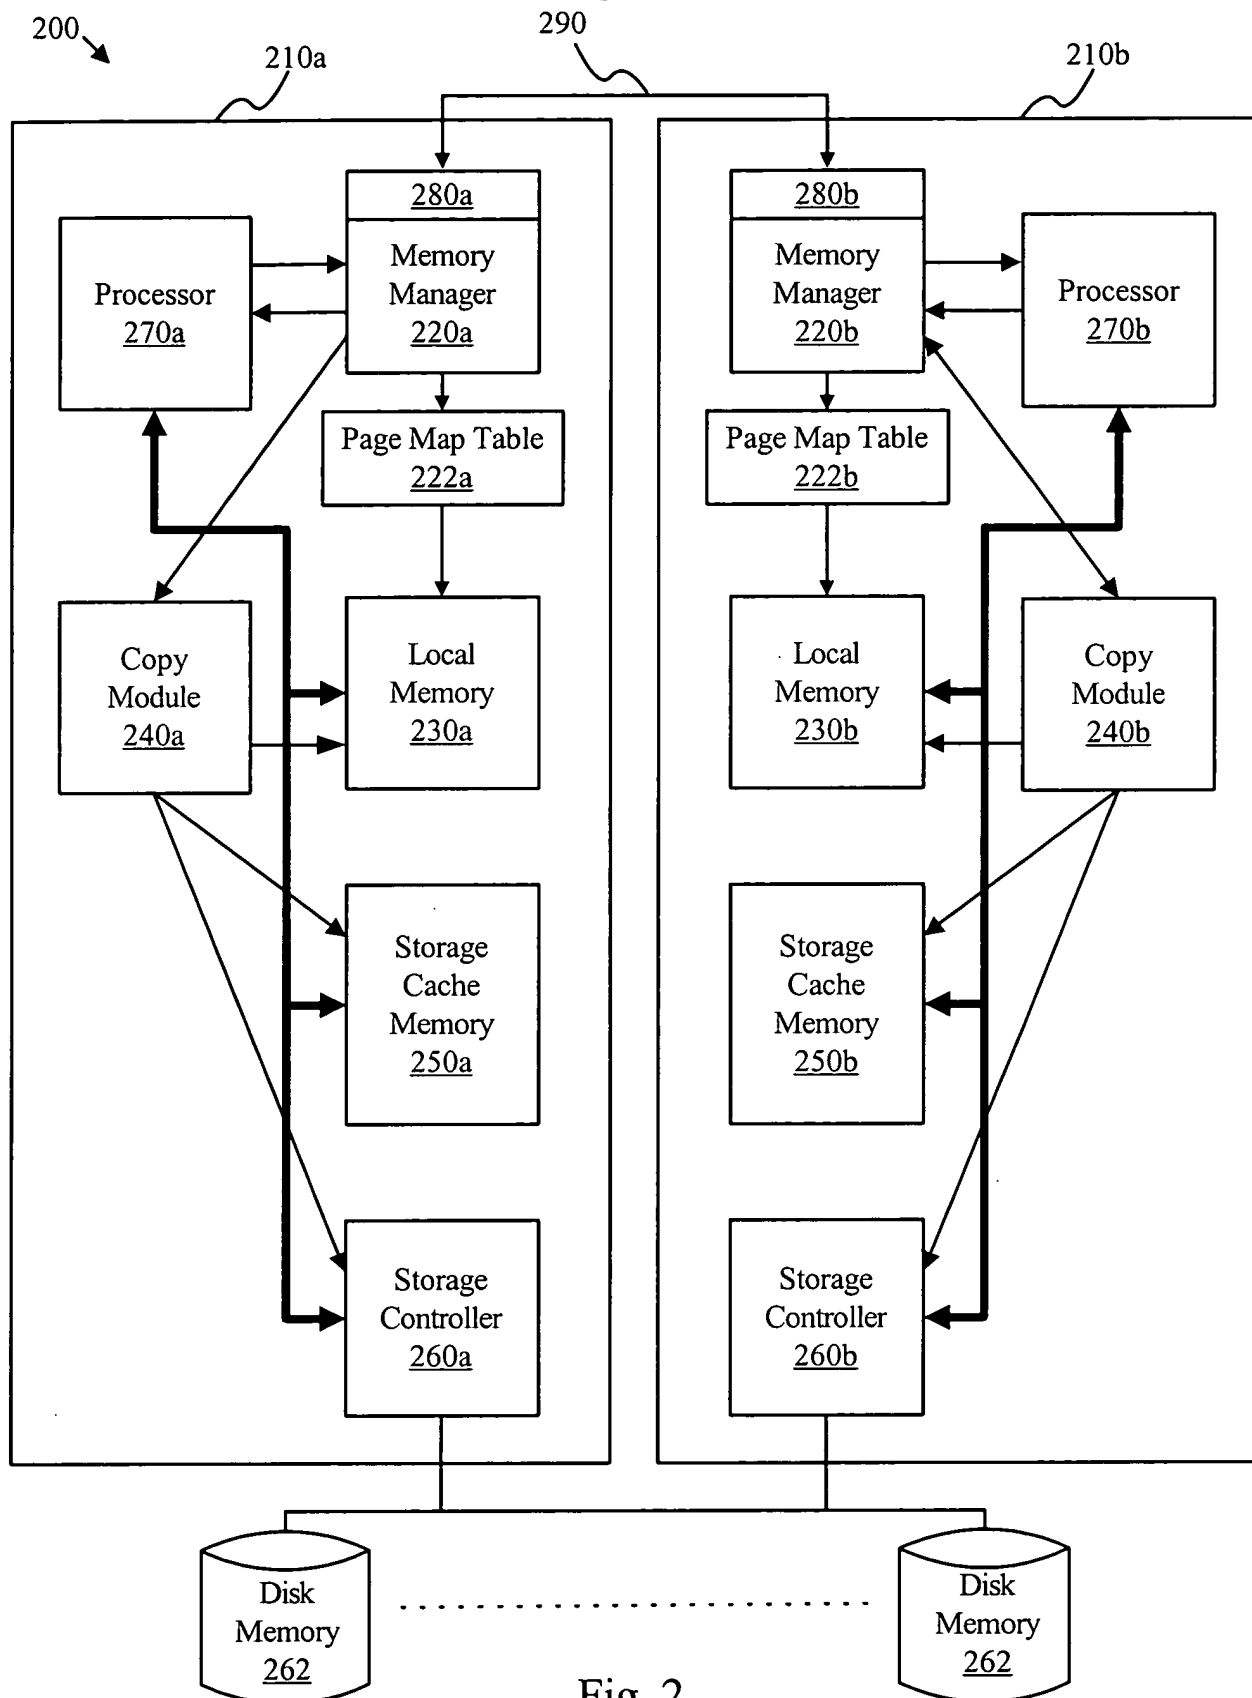 200
290
210a
210b
280a
Memory
Manager
220a
Processor
270a
Page Map Table
222a
Copy
Module
240a
Local
Memory
230a
Storage
Cache
Memory
250a
Storage
Controller
260a
280b
Memory
Manager
220b
Processor
270b
Page Map Table
222b
Local
Memory
230b
Copy
Module
240b
Storage
Cache
Memory
250b
Storage
Controller
260b
Disk
Memory
262
Disk
Memory
262
Fig. 2